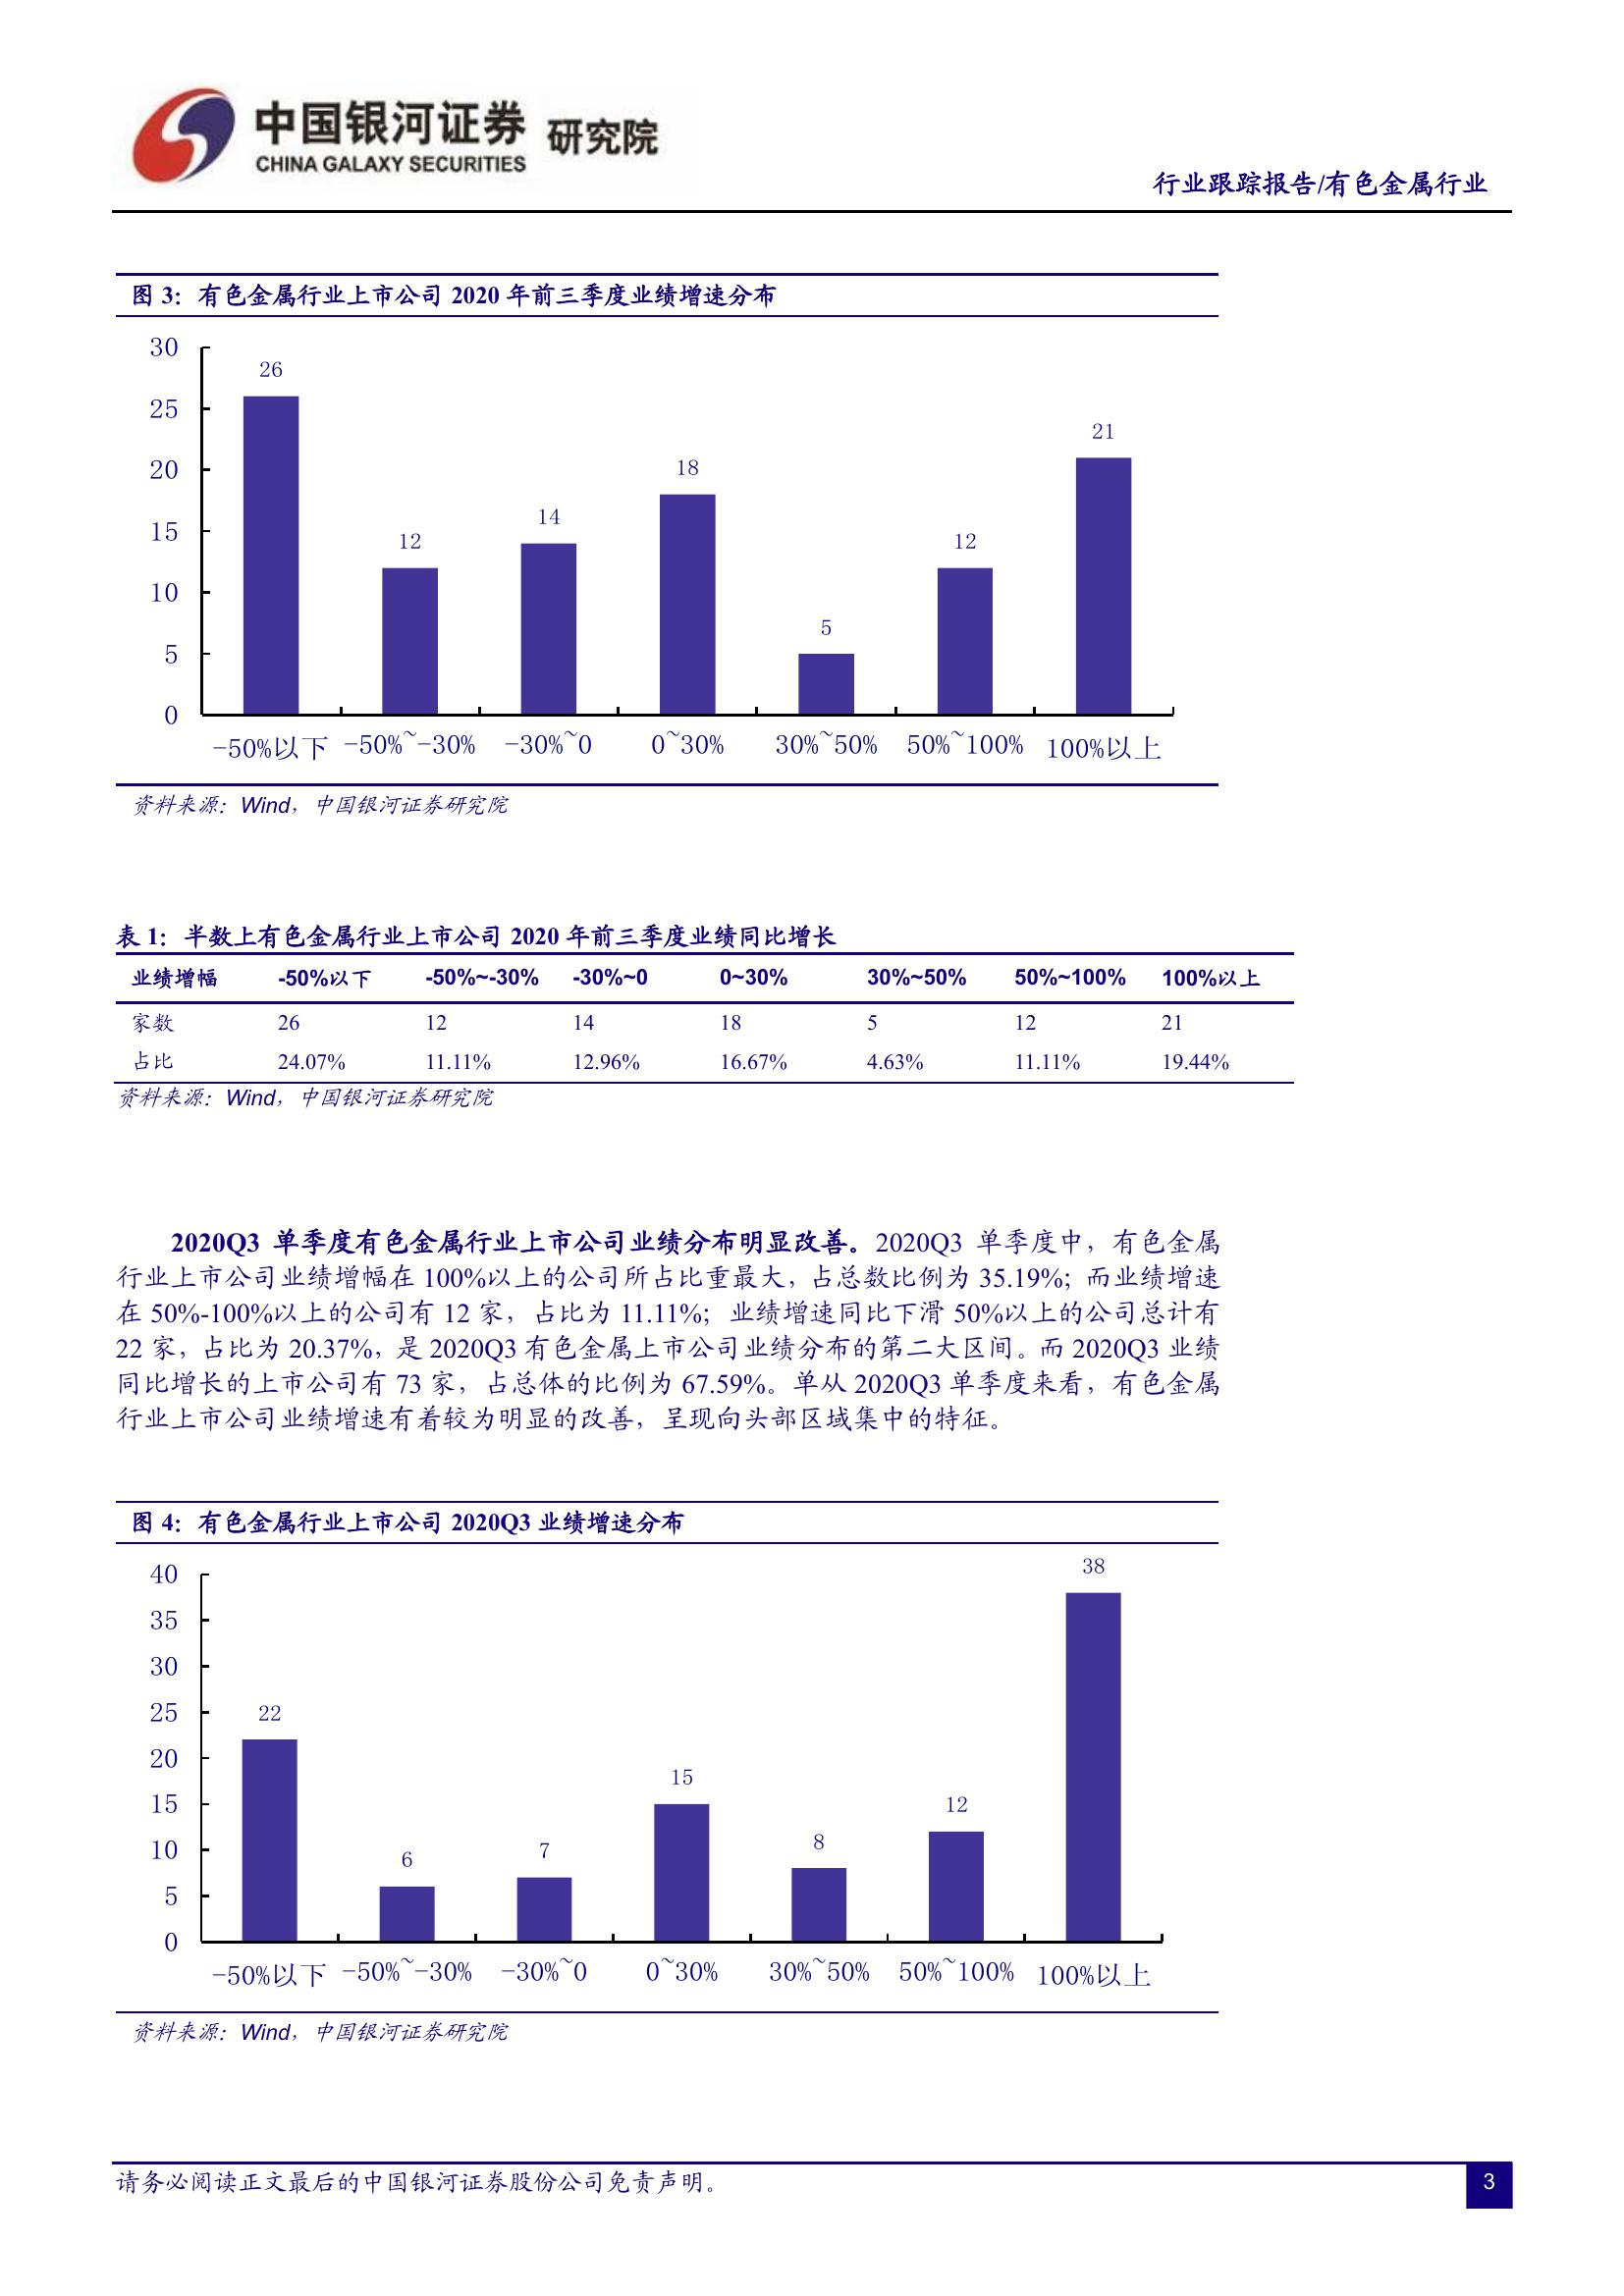 中国银河证券 研究院
CHINA GALAXY SECURITIES
行业跟踪报告/有色金属行业
图 3：有色金属行业上市公司 2020 年前三季度业绩增速分布
30
25
20
15
10
5
0
26
12
14
18
5
12
21
-50%以下 -50%~-30% -30%~0 0~30% 30%~50% 50%~100% 100%以上
资料来源：Wind，中国银河证券研究院
表 1：半数上有色金属行业上市公司 2020 年前三季度业绩同比增长
业绩增幅 -50%以下 -50%~-30% -30%~0 0~30% 30%~50% 50%~100% 100%以上
家数 26 12 14 18 5 12 21
占比 24.07% 11.11% 12.96% 16.67% 4.63% 11.11% 19.44%
资料来源：Wind，中国银河证券研究院
2020Q3 单季度有色金属行业上市公司业绩分布明显改善。2020Q3 单季度中，有色金属
行业上市公司业绩增幅在 100%以上的公司所占比重最大，占总数比例为 35.19%；而业绩增速
在 50%-100%以上的公司有 12 家，占比为 11.11%；业绩增速同比下滑 50%以上的公司总计有
22 家，占比为 20.37%，是 2020Q3 有色金属上市公司业绩分布的第二大区间。而 2020Q3 业绩
同比增长的上市公司有 73 家，占总体的比例为 67.59%。单从 2020Q3 单季度来看，有色金属
行业上市公司业绩增速有着较为明显的改善，呈现向头部区域集中的特征。
图 4：有色金属行业上市公司 2020Q3 业绩增速分布
40
35
30
25
20
15
10
5
0
22
6
7
15
8
12
38
-50%以下 -50%~-30% -30%~0 0~30% 30%~50% 50%~100% 100%以上
资料来源：Wind，中国银河证券研究院
请务必阅读正文最后的中国银河证券股份公司免责声明。
3